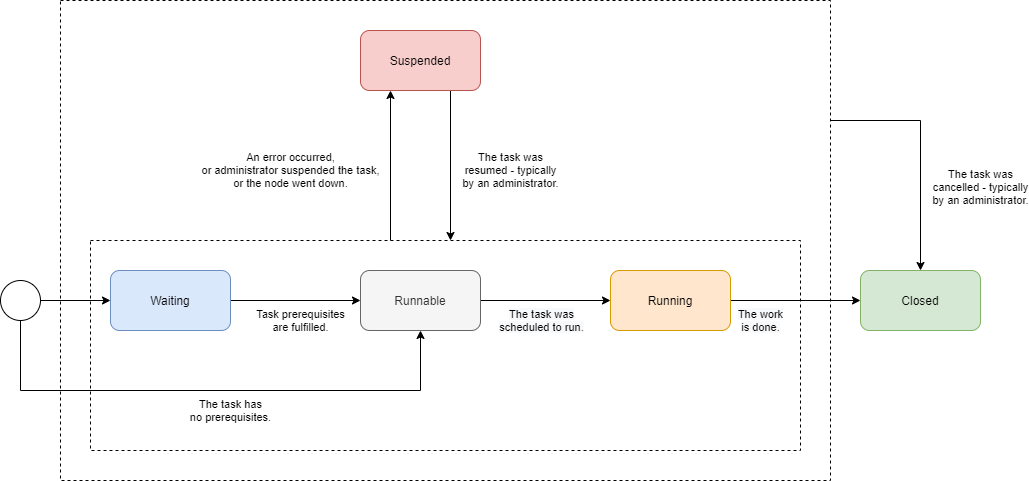 Suspended
An error occurred,
or administrator suspended the task,
or the node went down.
The task was
resumed - typically
by an administrator.
The task was
cancelled - typically
by an administrator.
Waiting
Task prerequisites
are fulfilled.
Runnable
The task was
scheduled to run.
Running
The work
is done.
Closed
The task has
no prerequisites.